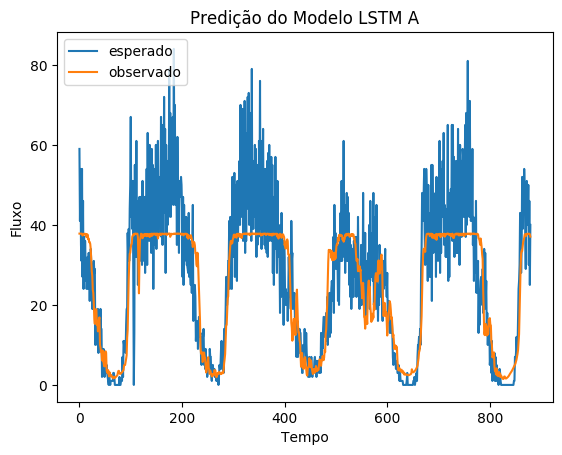 Predição do Modelo LSTM A
esperado
observado
80
60
40
20
0
Fluxo
0 200 400 600 800
Tempo